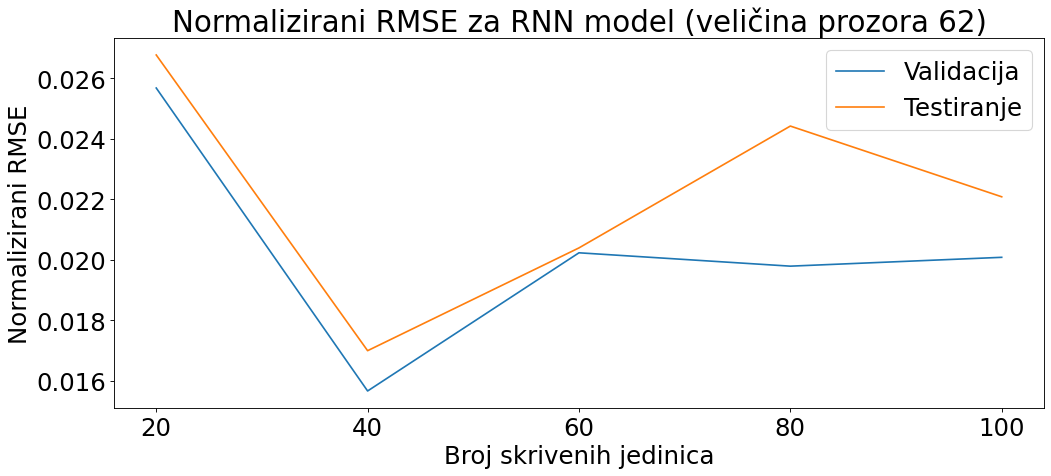 Normalizirani RMSE za RNN model (veličina prozora 62)
Validacija
Testiranje
Normalizirani RMSE
0.026
0.024
0.022
0.020
0.018
0.016
20 40 60 80 100
Broj skrivenih jedinica